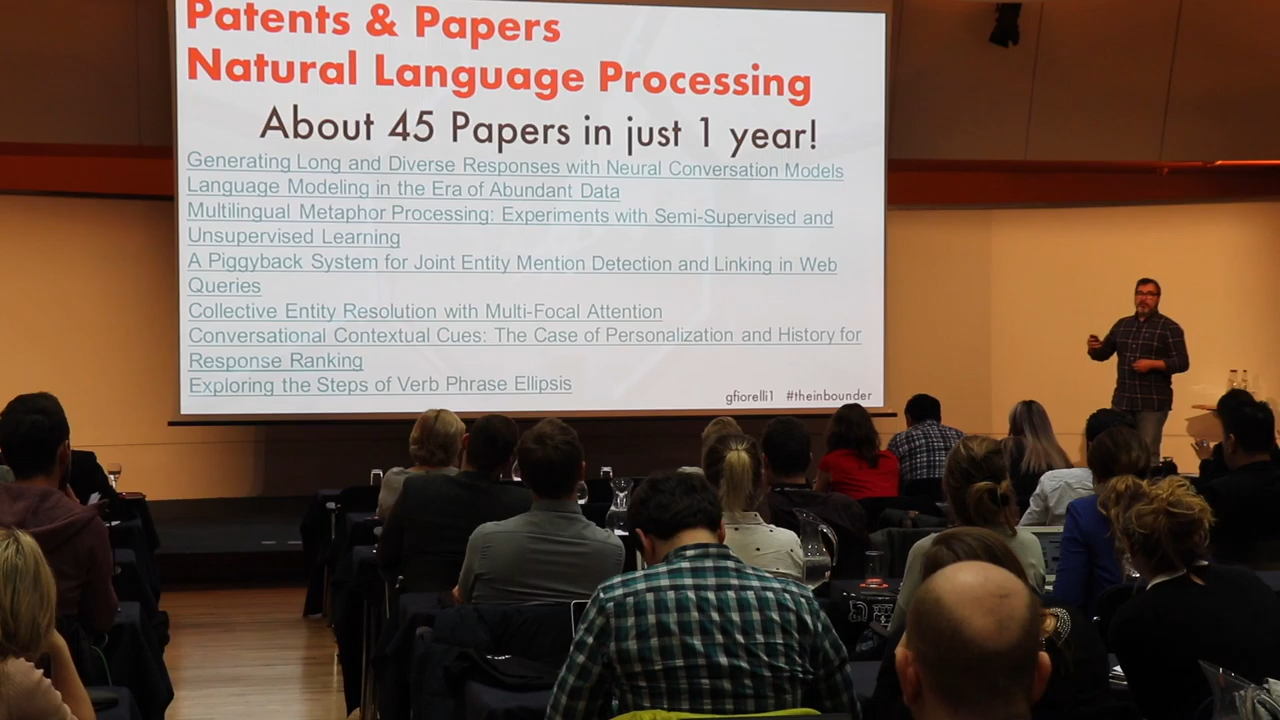 Patents & Papers
Natural Language Processing
About 45 Papers in just 1 year!
Generating Long and Diverse Responses with Neural Conversation Models
Language Modeling in the Era of Abundant Data
Multilingual Metaphor Processing: Experiments with Semi-Supervised and
Unsupervised Learning
A Piggyback System for Joint Entity Mention Detection and Linking in Web
Queries
Collective Entity Resolution with Multi-Focal Attention
Conversational Contextual Cues: The Case of Personalization and History for
Response Ranking
Exploring the Steps of Verb Phrase Ellipsis
gfiorelli1 #theinbounder